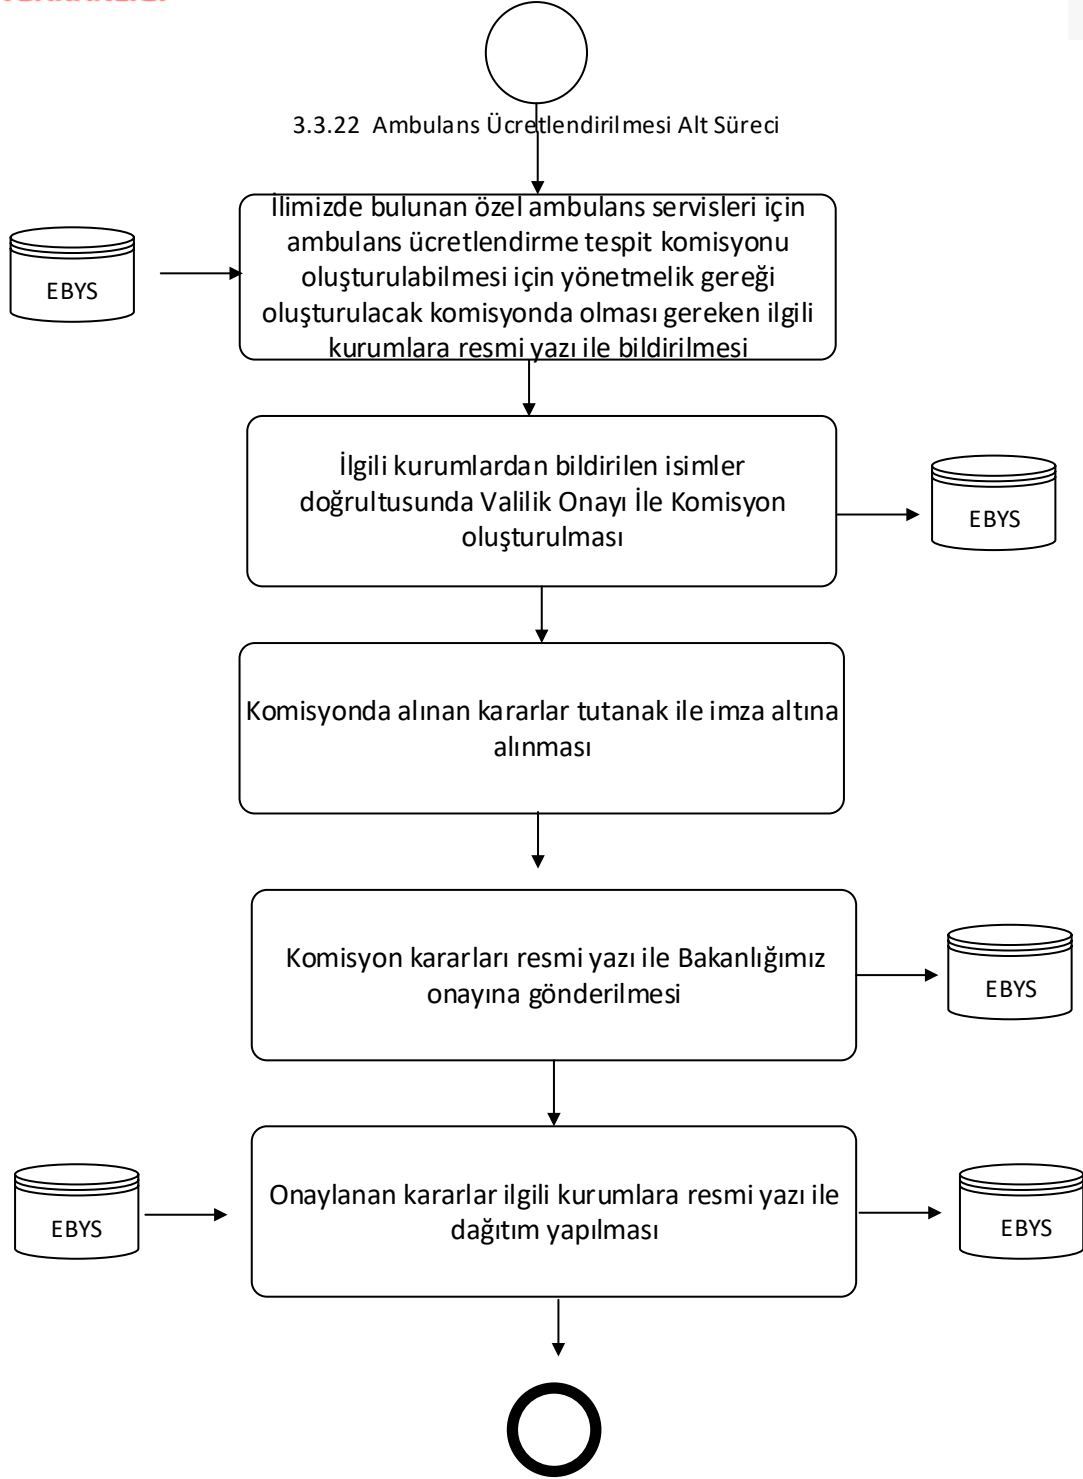 3.3.22 Ambulans Ücretlendirilmesi Alt Süreci
İlimizde bulunan özel ambulans servisleri için
ambulans ücretlendirme tespit komisyonu
oluşturulabilmesi için yönetmelik gereği
oluşturulacak komisyonda olması gereken ilgili
kurumlara resmi yazı ile bildirilmesi
EBYS
İlgili kurumlardan bildirilen isimler
doğrultusunda Valilik Onayı İle Komisyon
oluşturulması
EBYS
Komisyonda alınan kararlar tutanak ile imza altına
alınması
Komisyon kararları resmi yazı ile Bakanlığımız
onayına gönderilmesi
EBYS
EBYS
Onaylanan kararlar ilgili kurumlara resmi yazı ile
dağıtım yapılması
EBYS